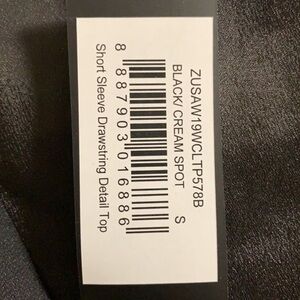 ZUSAW19WCLTP578B
BLACK/ CREAM SPOT S
8 887903 016886
Short Sleeve Drawstring Detail Top